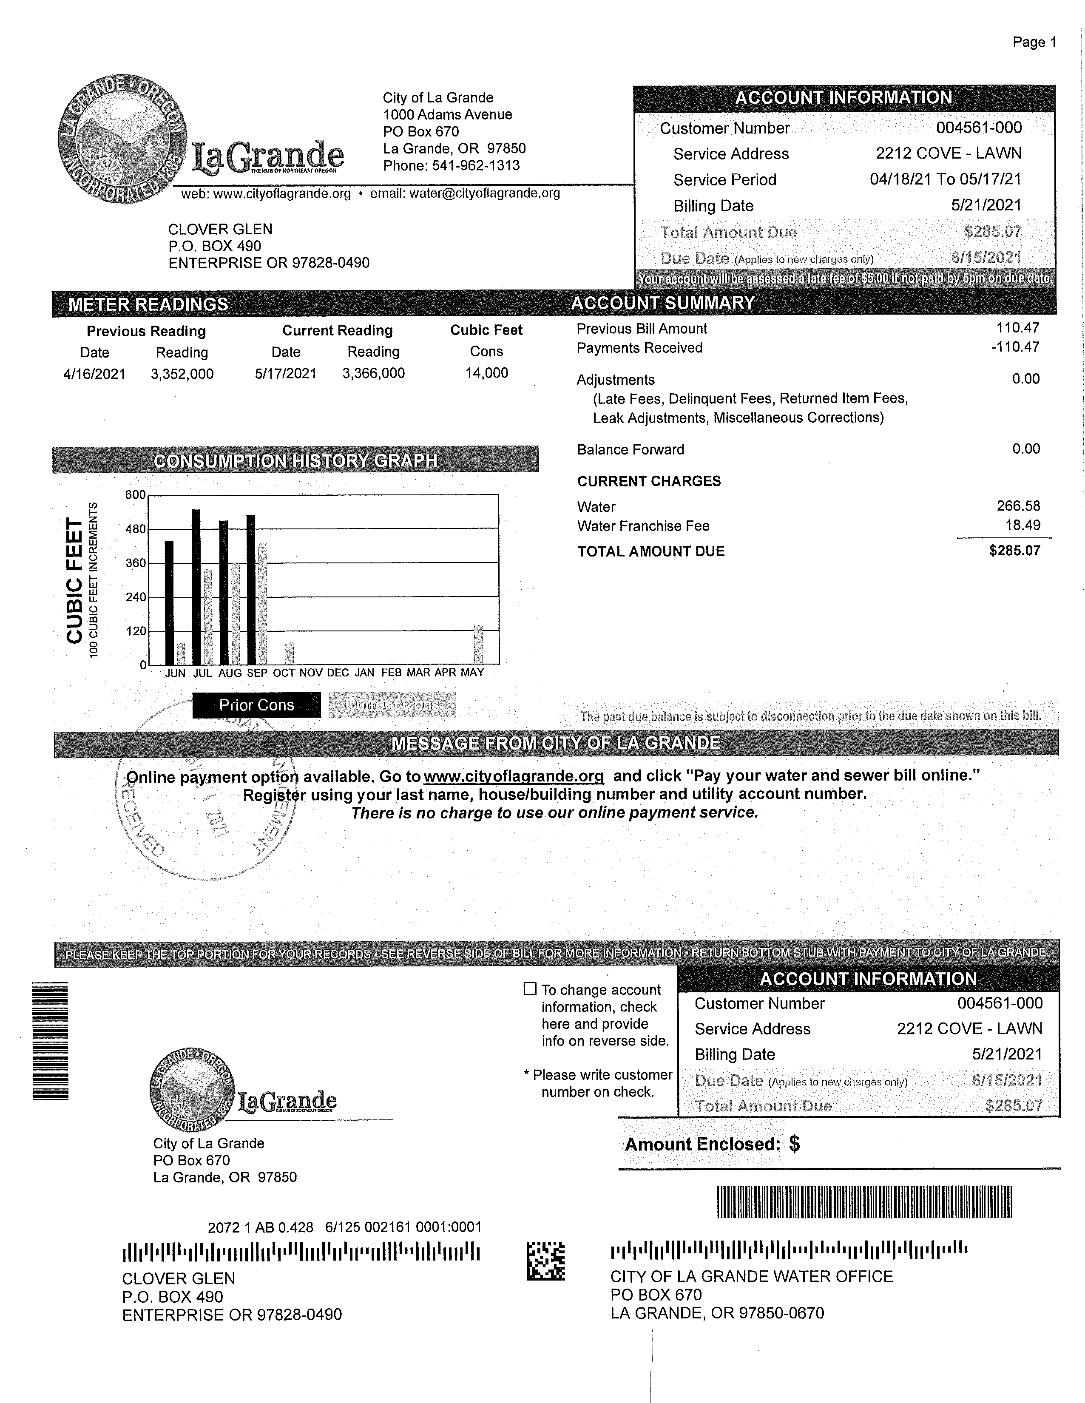 Page 1
LA GRANDE, OREGON
INCORPORATED
LaGrande
THE HUB OF NORTHEAST OREGON
City of La Grande
1000 Adams Avenue
PO Box 670
La Grande, OR 97850
Phone: 541-962-1313
web: www.cityoflagrande.org • email: water@cityoflagrande.org
CLOVER GLEN
P.O. BOX 490
ENTERPRISE OR 97828-0490
ACCOUNT INFORMATION
Customer Number 004561-000
Service Address 2212 COVE - LAWN
Service Period 04/18/21 To 05/17/21
Billing Date 5/21/2021
Total Amount Due $285.07
Due Date (Applies to new charges only) 6/15/2021
Your account will be assessed a late fee of $5.00 if not paid by 5pm on due date
METER READINGS
Previous Reading Current Reading Cubic Feet
Date Reading Date Reading Cons
4/16/2021 3,352,000 5/17/2021 3,366,000 14,000
ACCOUNT SUMMARY
Previous Bill Amount 110.47
Payments Received -110.47
Adjustments 0.00
(Late Fees, Delinquent Fees, Returned Item Fees,
Leak Adjustments, Miscellaneous Corrections)
Balance Forward 0.00
CURRENT CHARGES
Water 266.58
Water Franchise Fee 18.49
TOTAL AMOUNT DUE $285.07
CONSUMPTION HISTORY GRAPH
CUBIC FEET
100 CUBIC FEET INCREMENTS
600
480
360
240
120
0
JUN JUL AUG SEP OCT NOV DEC JAN FEB MAR APR MAY
Prior Cons
The past due balance is subject to disconnection prior to the due date shown on this bill.
MESSAGE FROM CITY OF LA GRANDE
Online payment option available. Go to www.cityoflagrande.org and click "Pay your water and sewer bill online."
Register using your last name, house/building number and utility account number.
There is no charge to use our online payment service.
RECEIVED
2021
PLEASE KEEP THE TOP PORTION FOR YOUR RECORDS • SEE REVERSE SIDE OF BILL FOR MORE INFORMATION • RETURN BOTTOM STUB WITH PAYMENT TO CITY OF LA GRANDE
☐ To change account
information, check
here and provide
info on reverse side.
* Please write customer
number on check.
ACCOUNT INFORMATION
Customer Number 004561-000
Service Address 2212 COVE - LAWN
Billing Date 5/21/2021
Due Date (Applies to new charges only) 6/15/2021
Total Amount Due $285.07
Amount Enclosed: $
LaGrande
City of La Grande
PO Box 670
La Grande, OR 97850
2072 1 AB 0.428 6/125 002161 0001:0001
CLOVER GLEN
P.O. BOX 490
ENTERPRISE OR 97828-0490
CITY OF LA GRANDE WATER OFFICE
PO BOX 670
LA GRANDE, OR 97850-0670